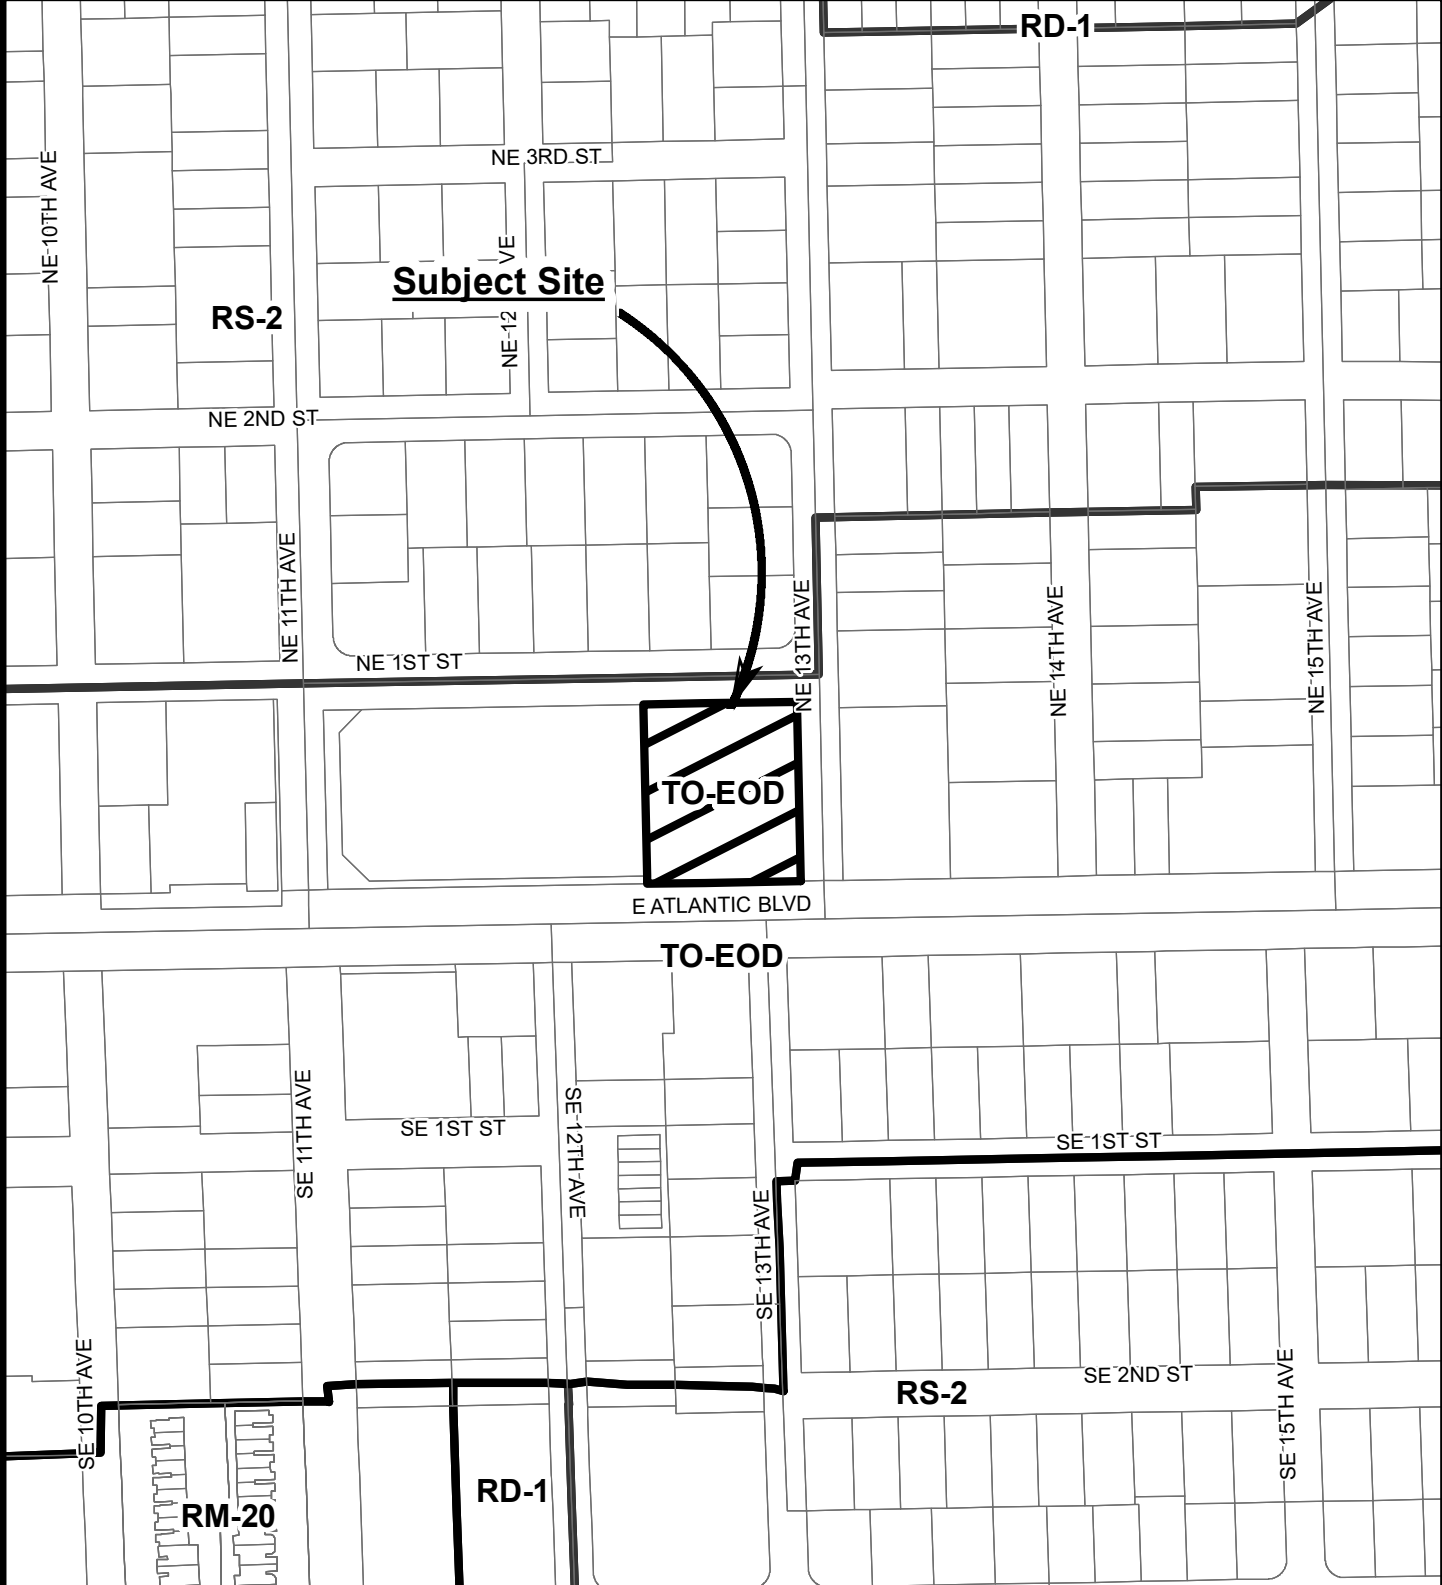 RD-1
NE 3RD ST
NE 10TH AVE
NE 12 VE
Subject Site
RS-2
NE 2ND ST
NE 11TH AVE
NE 13TH AVE
NE 14TH AVE
NE 15TH AVE
NE 1ST ST
TO-EOD
E ATLANTIC BLVD
TO-EOD
SE 11TH AVE
SE 12TH AVE
SE 1ST ST
SE 1ST ST
SE 13TH AVE
SE 10TH AVE
SE 2ND ST
SE 15TH AVE
RS-2
RD-1
RM-20